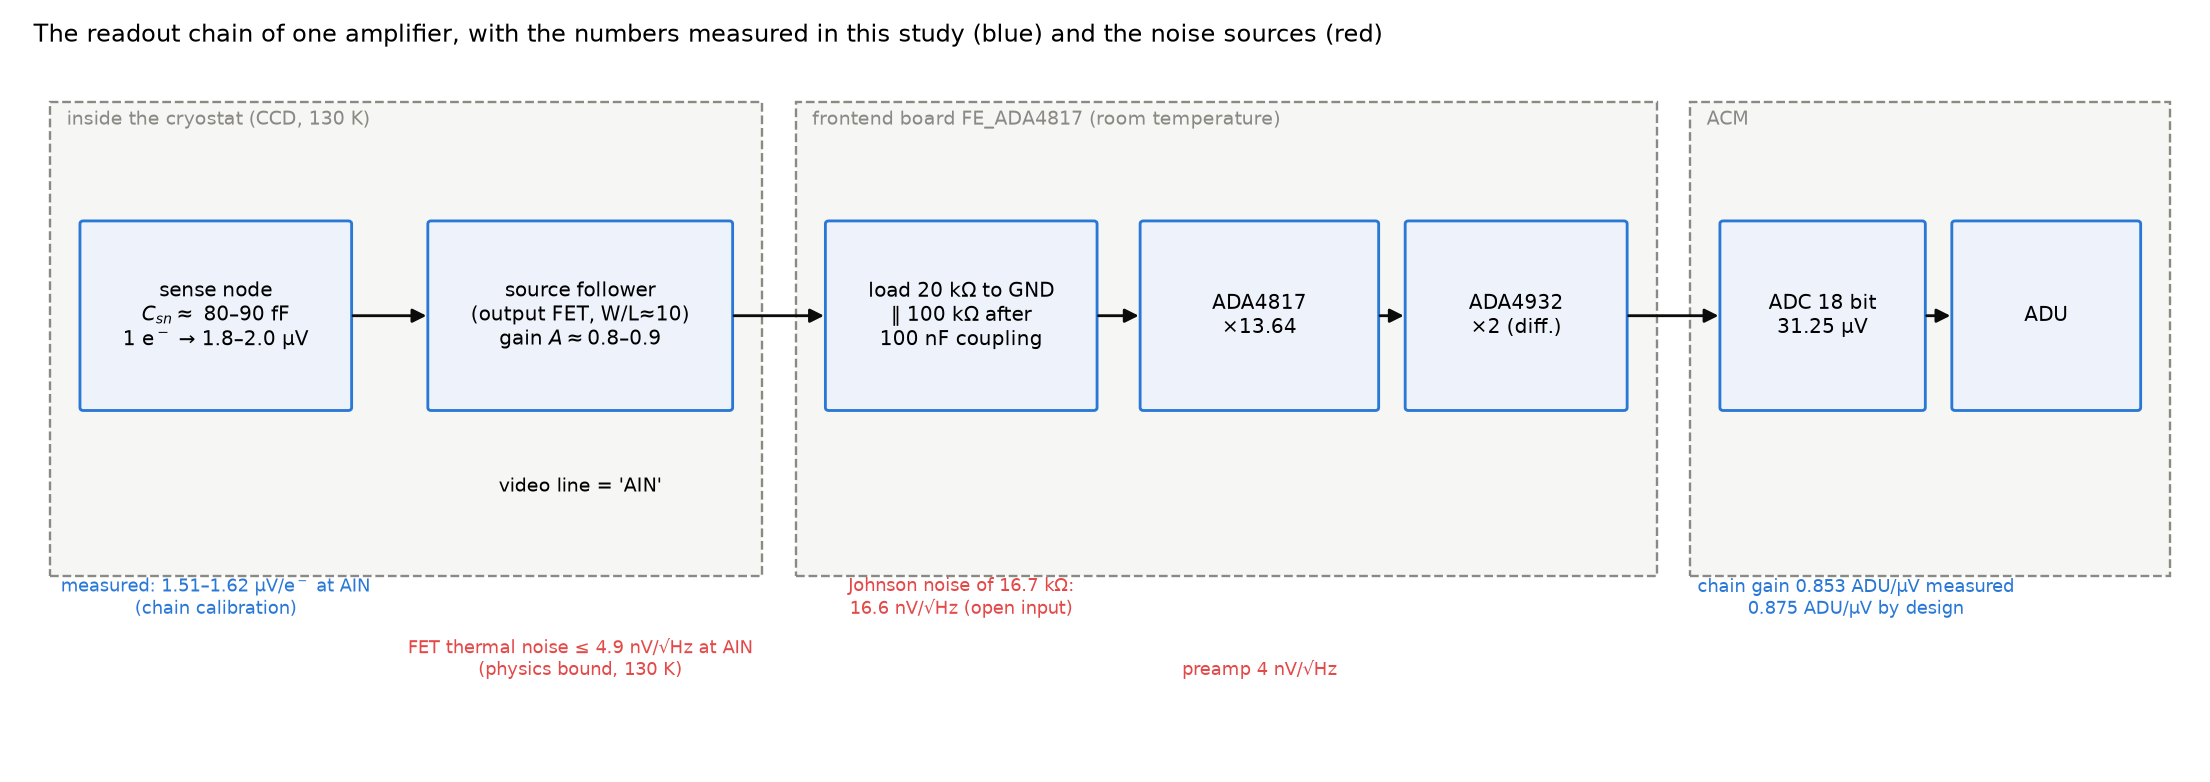 The readout chain of one amplifier, with the numbers measured in this study (blue) and the noise sources (red)
inside the cryostat (CCD, 130 K)
sense node
Cₛₙ ≈ 80–90 fF
1 e⁻ → 1.8–2.0 µV
source follower
(output FET, W/L≈10)
gain A ≈ 0.8–0.9
video line = 'AIN'
frontend board FE_ADA4817 (room temperature)
load 20 kΩ to GND
∥ 100 kΩ after
100 nF coupling
ADA4817
×13.64
ADA4932
×2 (diff.)
ACM
ADC 18 bit
31.25 µV
ADU
measured: 1.51–1.62 µV/e⁻ at AIN
(chain calibration)
FET thermal noise ≤ 4.9 nV/√Hz at AIN
(physics bound, 130 K)
Johnson noise of 16.7 kΩ:
16.6 nV/√Hz (open input)
preamp 4 nV/√Hz
chain gain 0.853 ADU/µV measured
0.875 ADU/µV by design